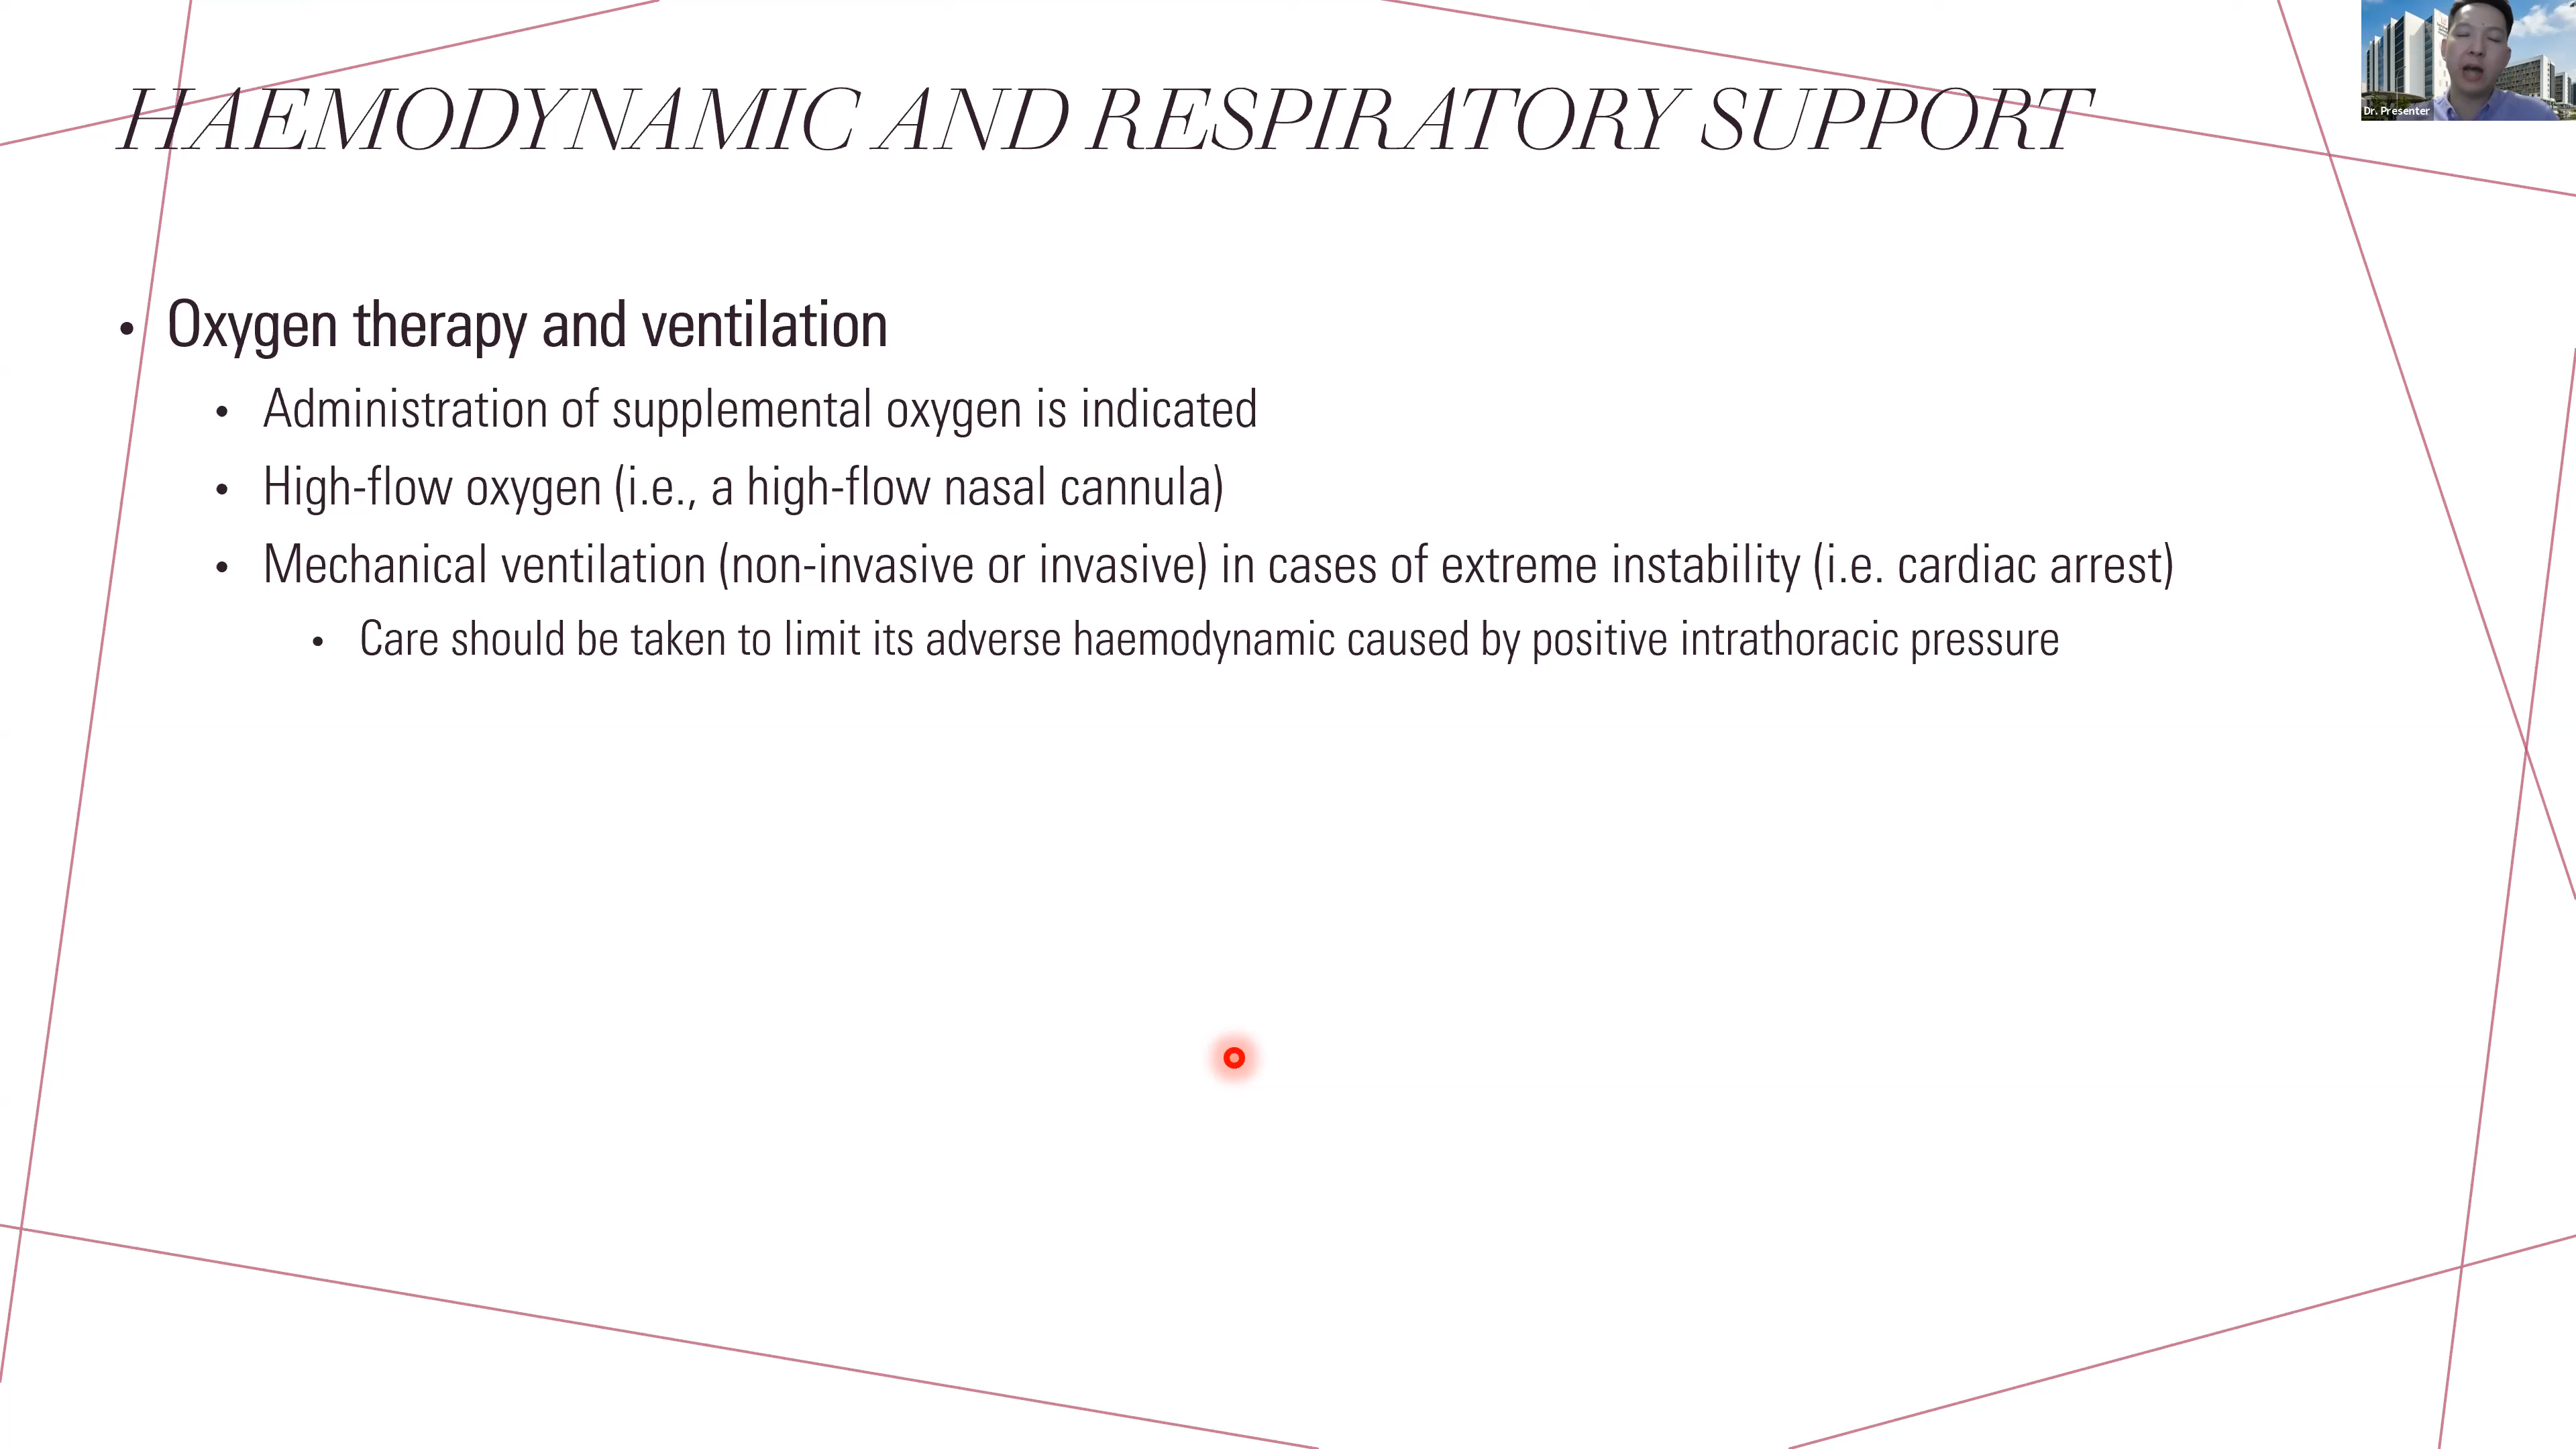 HAEMODYNAMIC AND RESPIRATORY SUPPORT
Dr. Presenter
• Oxygen therapy and ventilation
• Administration of supplemental oxygen is indicated
• High-flow oxygen (i.e., a high-flow nasal cannula)
• Mechanical ventilation (non-invasive or invasive) in cases of extreme instability (i.e. cardiac arrest)
• Care should be taken to limit its adverse haemodynamic caused by positive intrathoracic pressure